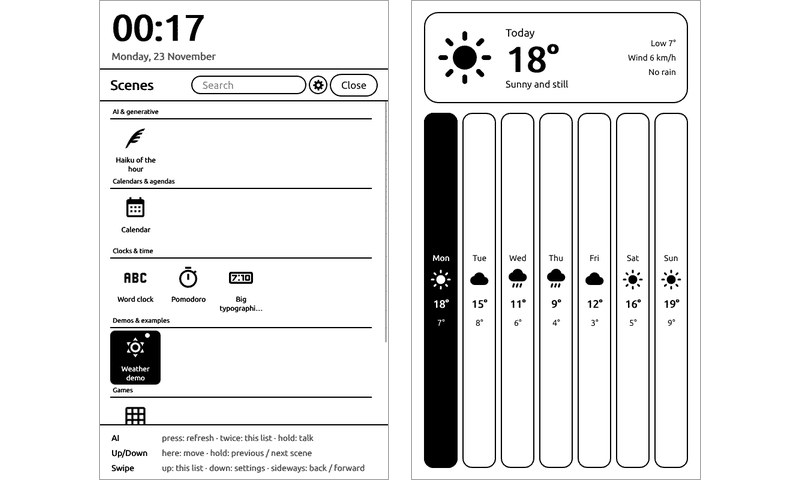 00:17
Monday, 23 November
Scenes
Search
Close
AI & generative
Haiku of the
hour
Calendars & agendas
Calendar
Clocks & time
ABC
7:10
Word clock
Pomodoro
Big
typographi...
Demos & examples
Weather
demo
Games
AI press: refresh · twice: this list · hold: talk
Up/Down here: move · hold: previous / next scene
Swipe up: this list · down: settings · sideways: back / forward
Today
18°
Sunny and still
Low 7°
Wind 6 km/h
No rain
Mon Tue Wed Thu Fri Sat Sun
18° 15° 11° 9° 12° 16° 19°
7° 8° 6° 4° 3° 5° 9°